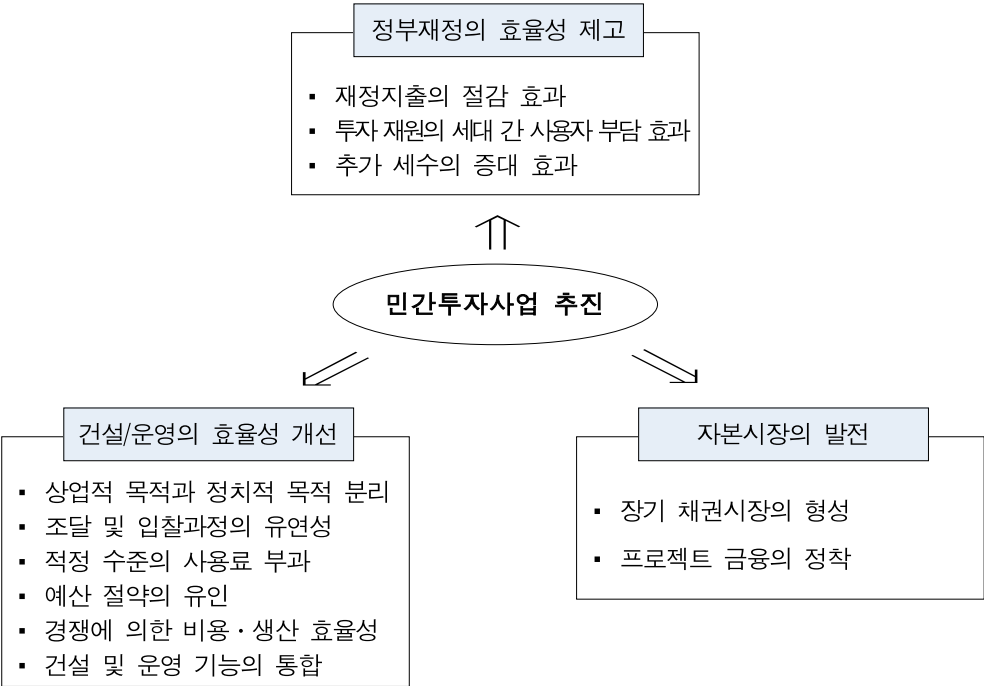 정부재정의 효율성 제고
▪ 재정지출의 절감 효과
▪ 투자 재원의 세대 간 사용자 부담 효과
▪ 추가 세수의 증대 효과
민간투자사업 추진
건설/운영의 효율성 개선
▪ 상업적 목적과 정치적 목적 분리
▪ 조달 및 입찰과정의 유연성
▪ 적정 수준의 사용료 부과
▪ 예산 절약의 유인
▪ 경쟁에 의한 비용・생산 효율성
▪ 건설 및 운영 기능의 통합
자본시장의 발전
▪ 장기 채권시장의 형성
▪ 프로젝트 금융의 정착